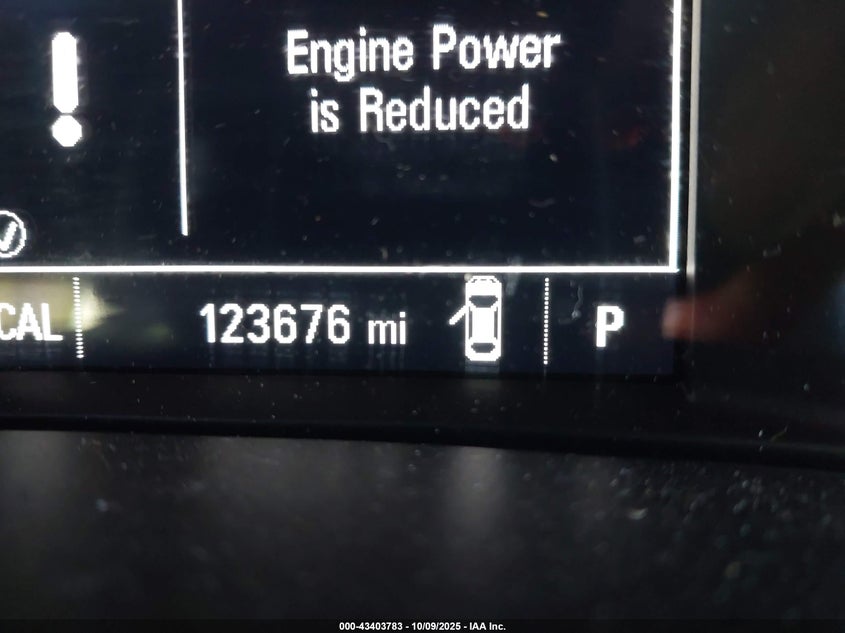 Engine Power
is Reduced
CAL
123676 mi
P
000-43403783 - 10/09/2025 - IAA Inc.